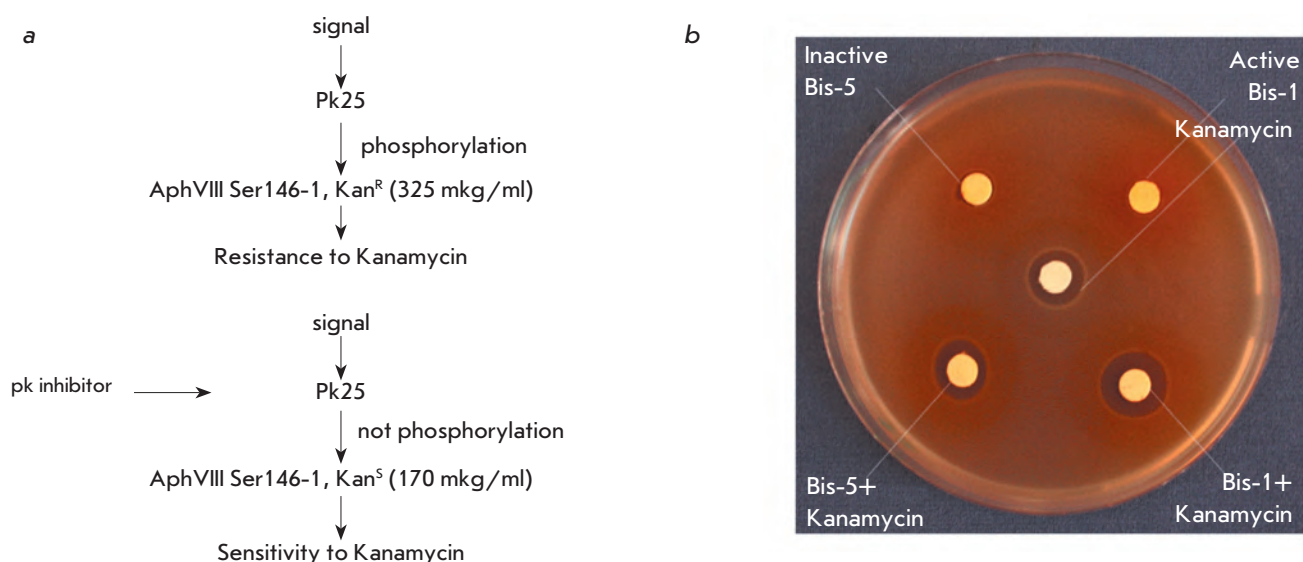 a
signal
Pk25
phosphorylation
AphVIII Ser146-1, Kanᴿ (325 mkg/ml)
Resistance to Kanamycin
signal
pk inhibitor
Pk25
not phosphorylation
AphVIII Ser146-1, Kanˢ (170 mkg/ml)
Sensitivity to Kanamycin
b
Inactive
Bis-5
Active
Bis-1
Kanamycin
Bis-5+
Kanamycin
Bis-1+
Kanamycin